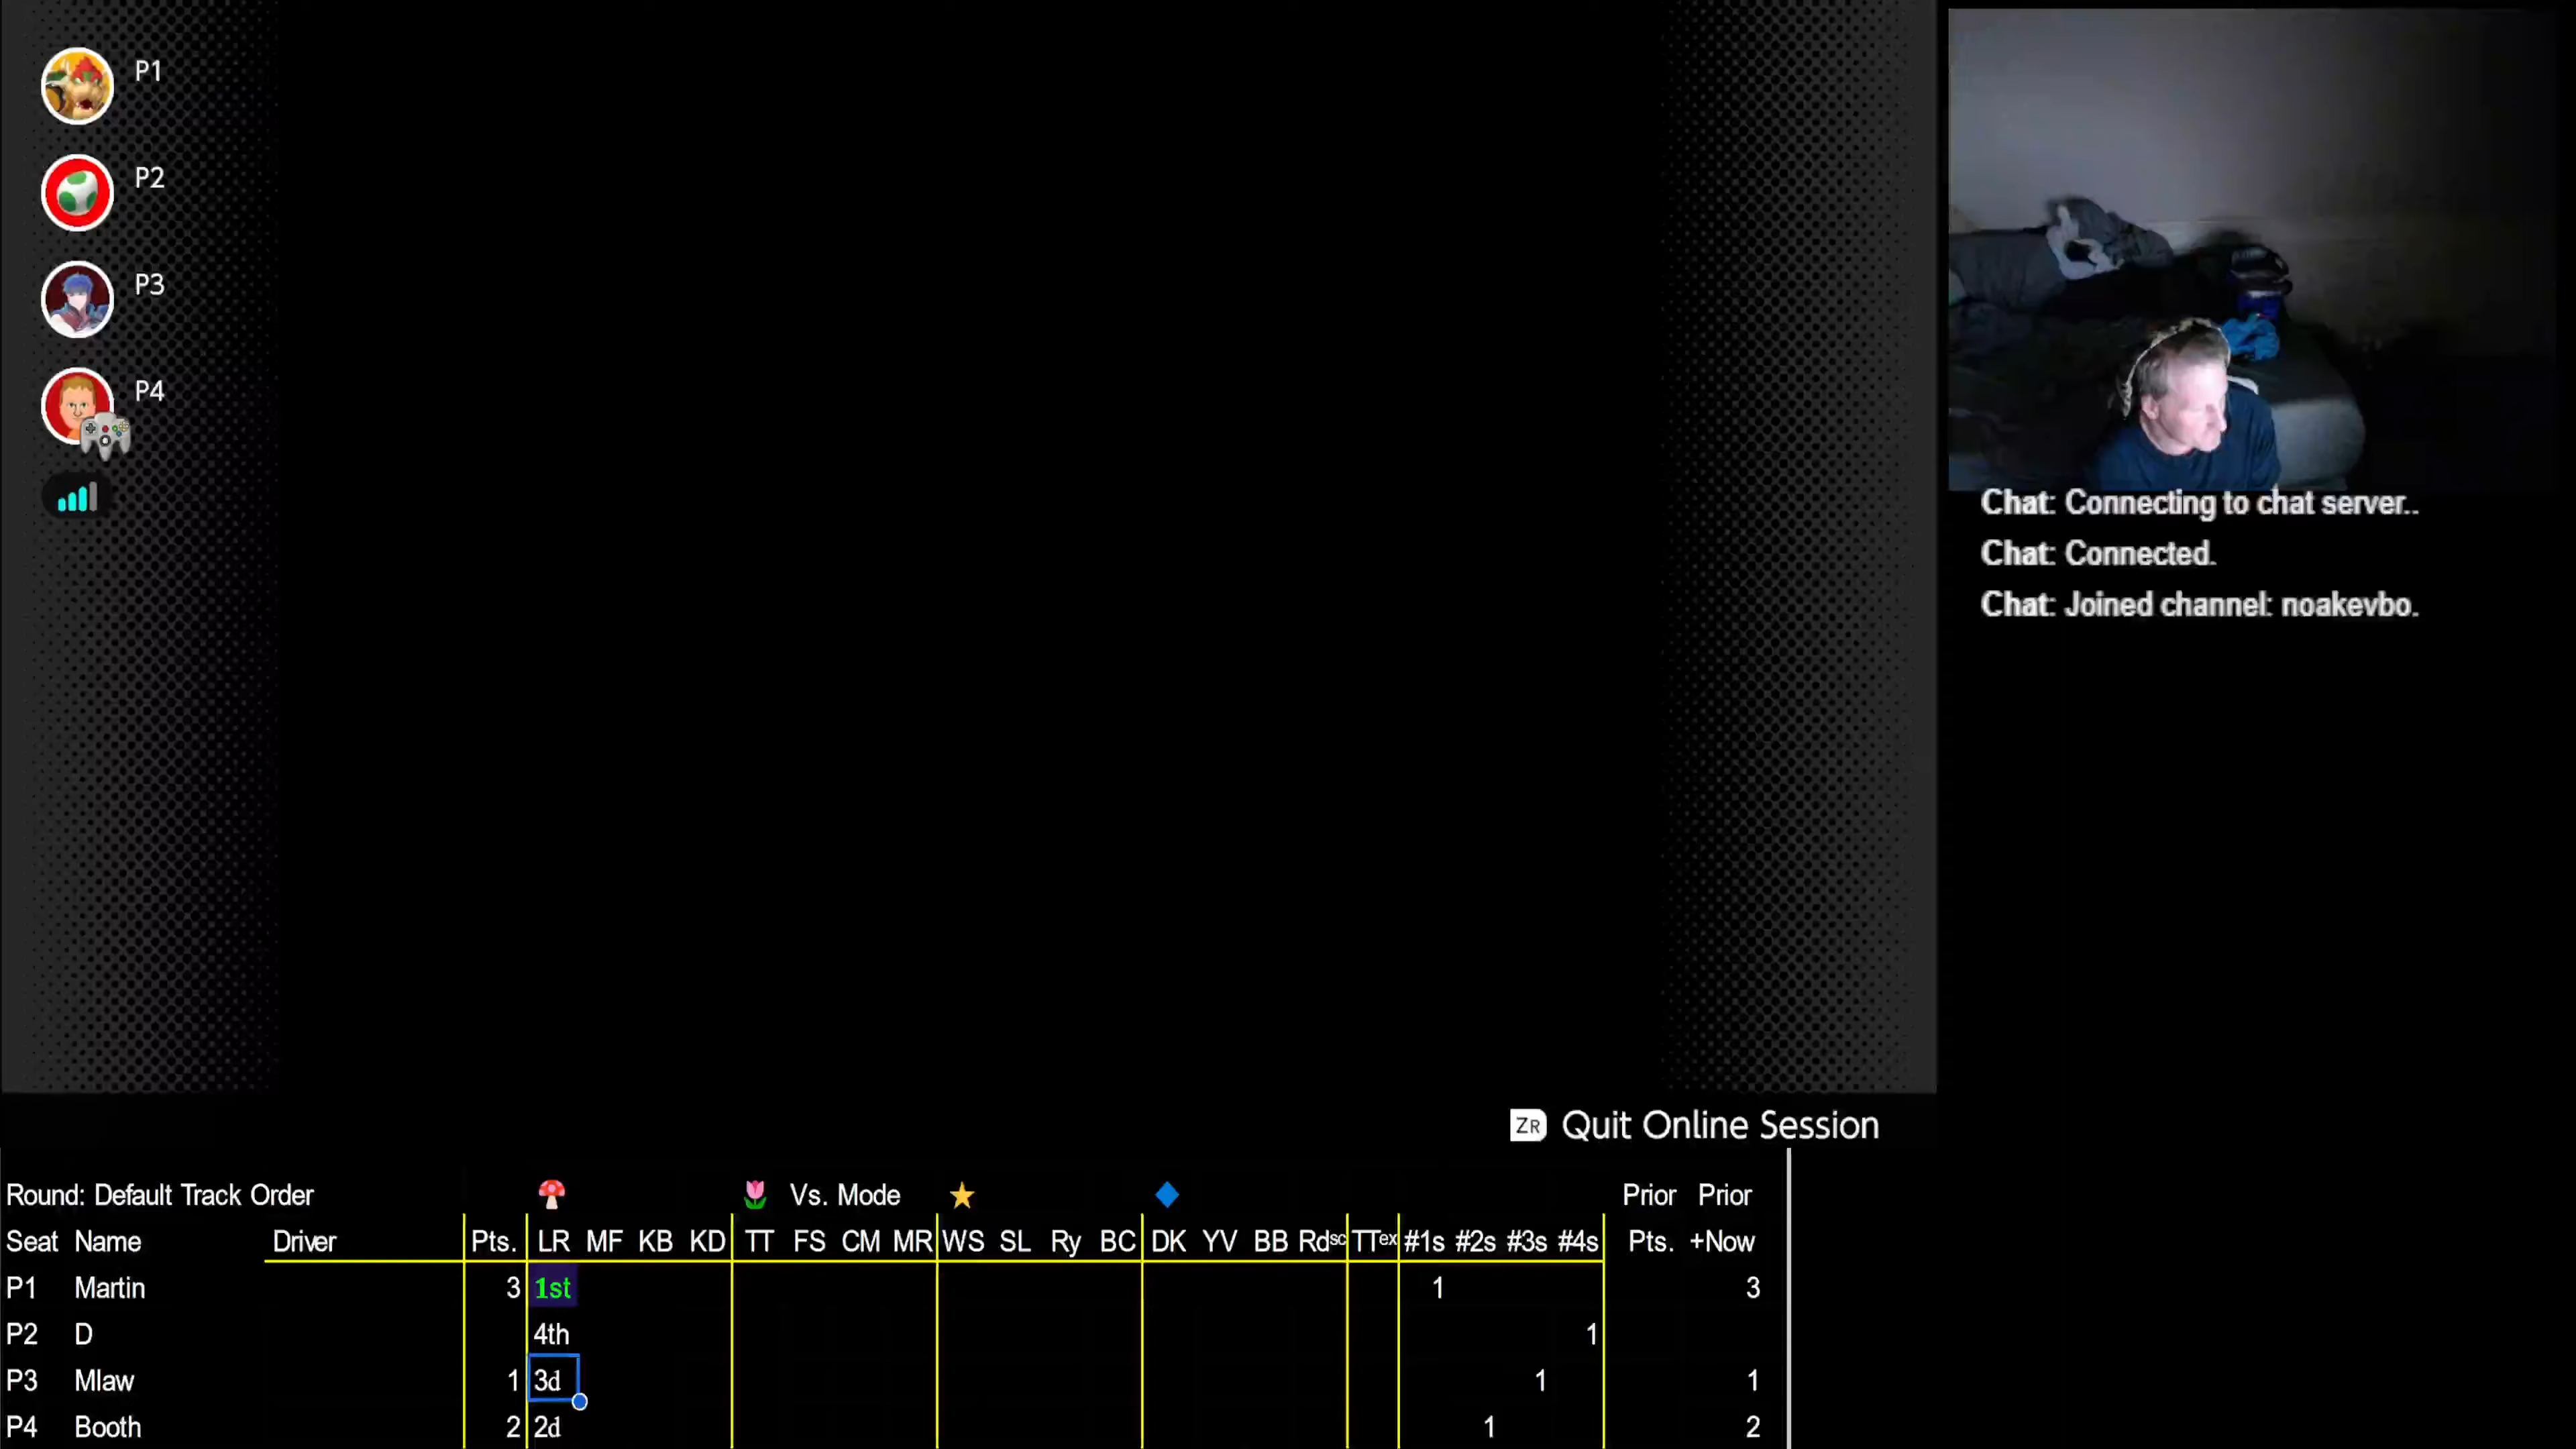 P1
P2
P3
P4
Chat: Connecting to chat server..
Chat: Connected.
Chat: Joined channel: noakevbo.
ZR Quit Online Session
Round: Default Track Order Vs. Mode Prior Prior
Seat Name Driver Pts. LR MF KB KD TT FS CM MR WS SL Ry BC DK YV BB Rdsc TTex #1s #2s #3s #4s Pts. +Now
P1 Martin 3 1st 1 3
P2 D 4th 1
P3 Mlaw 1 3d 1 1
P4 Booth 2 2d 1 2